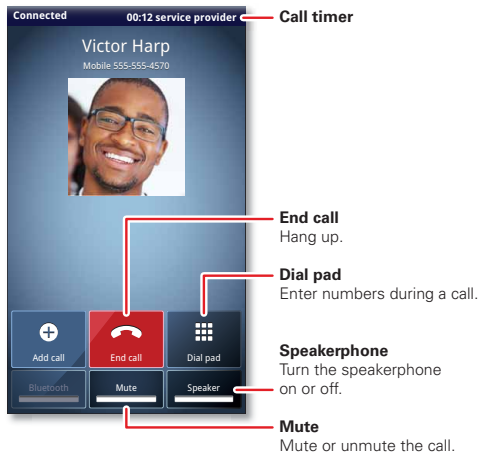 Connected 00:12 service provider
Call timer
Victor Harp
Mobile 555-555-4570
End call
Hang up.
Dial pad
Enter numbers during a call.
Add call End call Dial pad
Speakerphone
Turn the speakerphone
on or off.
Bluetooth Mute Speaker
Mute
Mute or unmute the call.